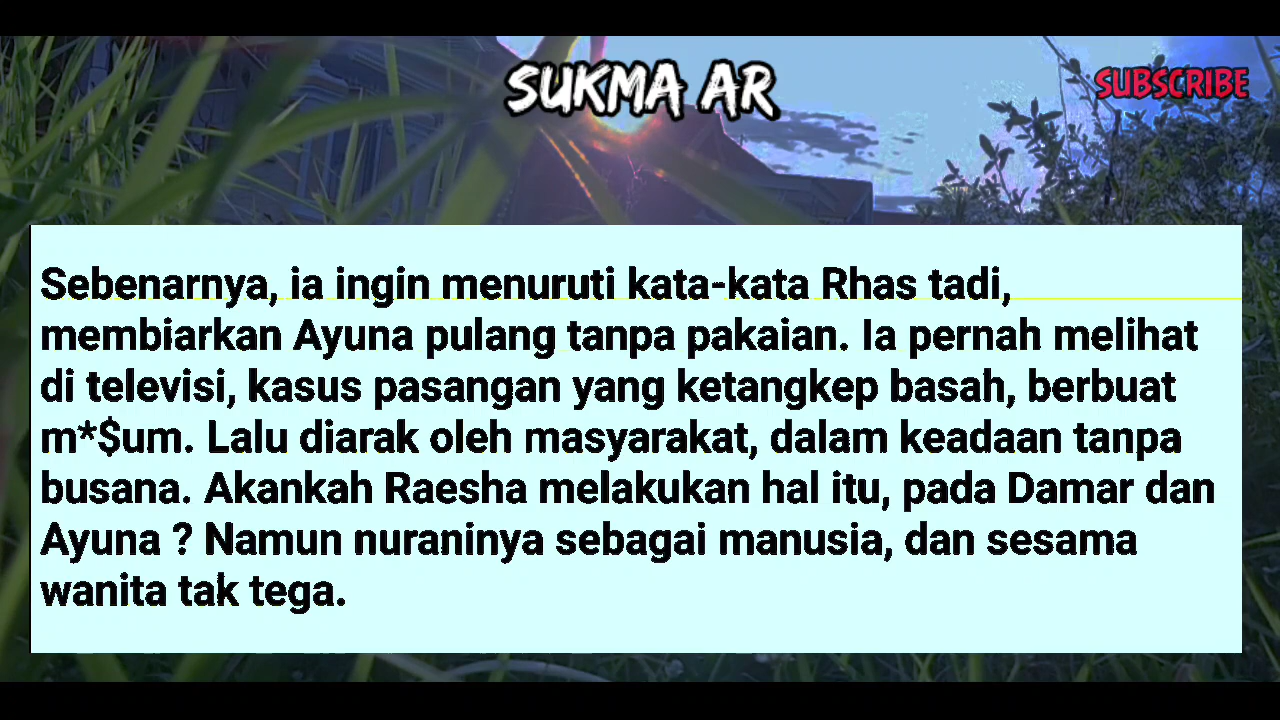 SUKMA AR
SUBSCRIBE
Sebenarnya, ia ingin menuruti kata-kata Rhas tadi,
membiarkan Ayuna pulang tanpa pakaian. Ia pernah melihat
di televisi, kasus pasangan yang ketangkep basah, berbuat
m*$um. Lalu diarak oleh masyarakat, dalam keadaan tanpa
busana. Akankah Raesha melakukan hal itu, pada Damar dan
Ayuna ? Namun nuraninya sebagai manusia, dan sesama
wanita tak tega.